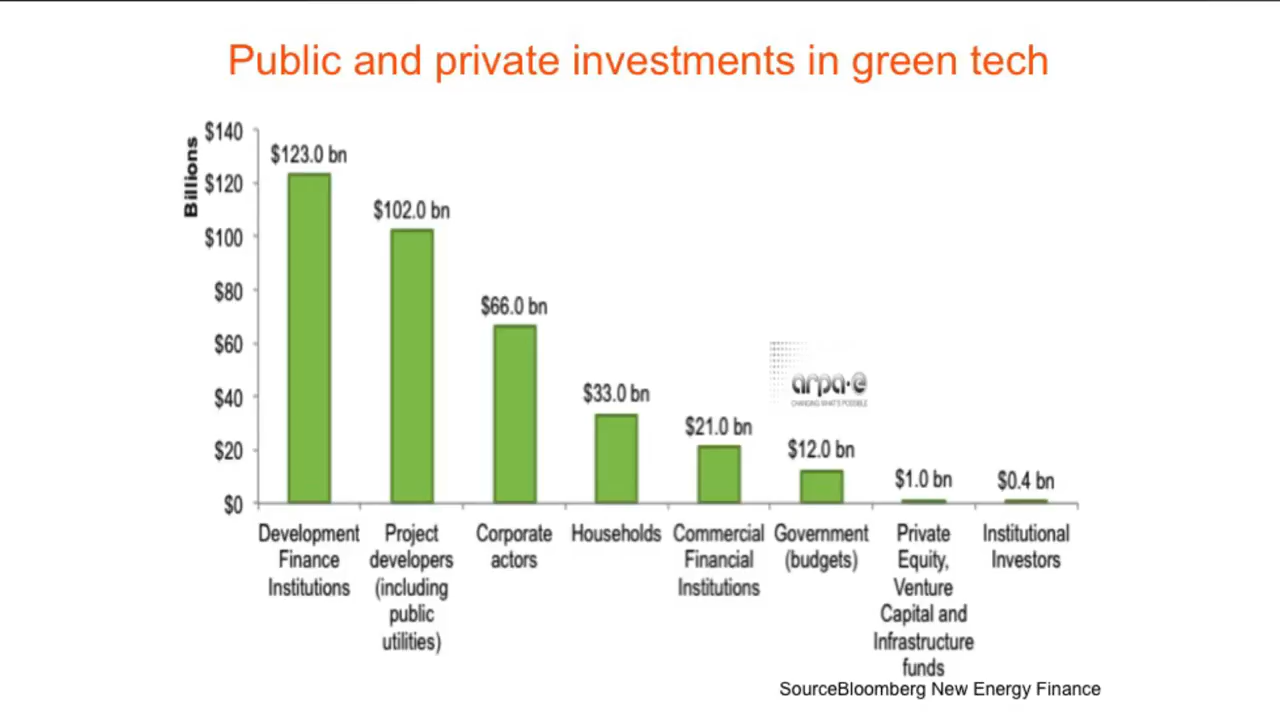 Public and private investments in green tech
Billions
$140
$120
$100
$80
$60
$40
$20
$0
$123.0 bn
$102.0 bn
$66.0 bn
$33.0 bn
$21.0 bn
$12.0 bn
$1.0 bn
$0.4 bn
arpa·e
CHANGING WHAT'S POSSIBLE
Development
Finance
Institutions
Project
developers
(including
public
utilities)
Corporate
actors
Households
Commercial
Financial
Institutions
Government
(budgets)
Private
Equity,
Venture
Capital and
Infrastructure
funds
Institutional
Investors
SourceBloomberg New Energy Finance